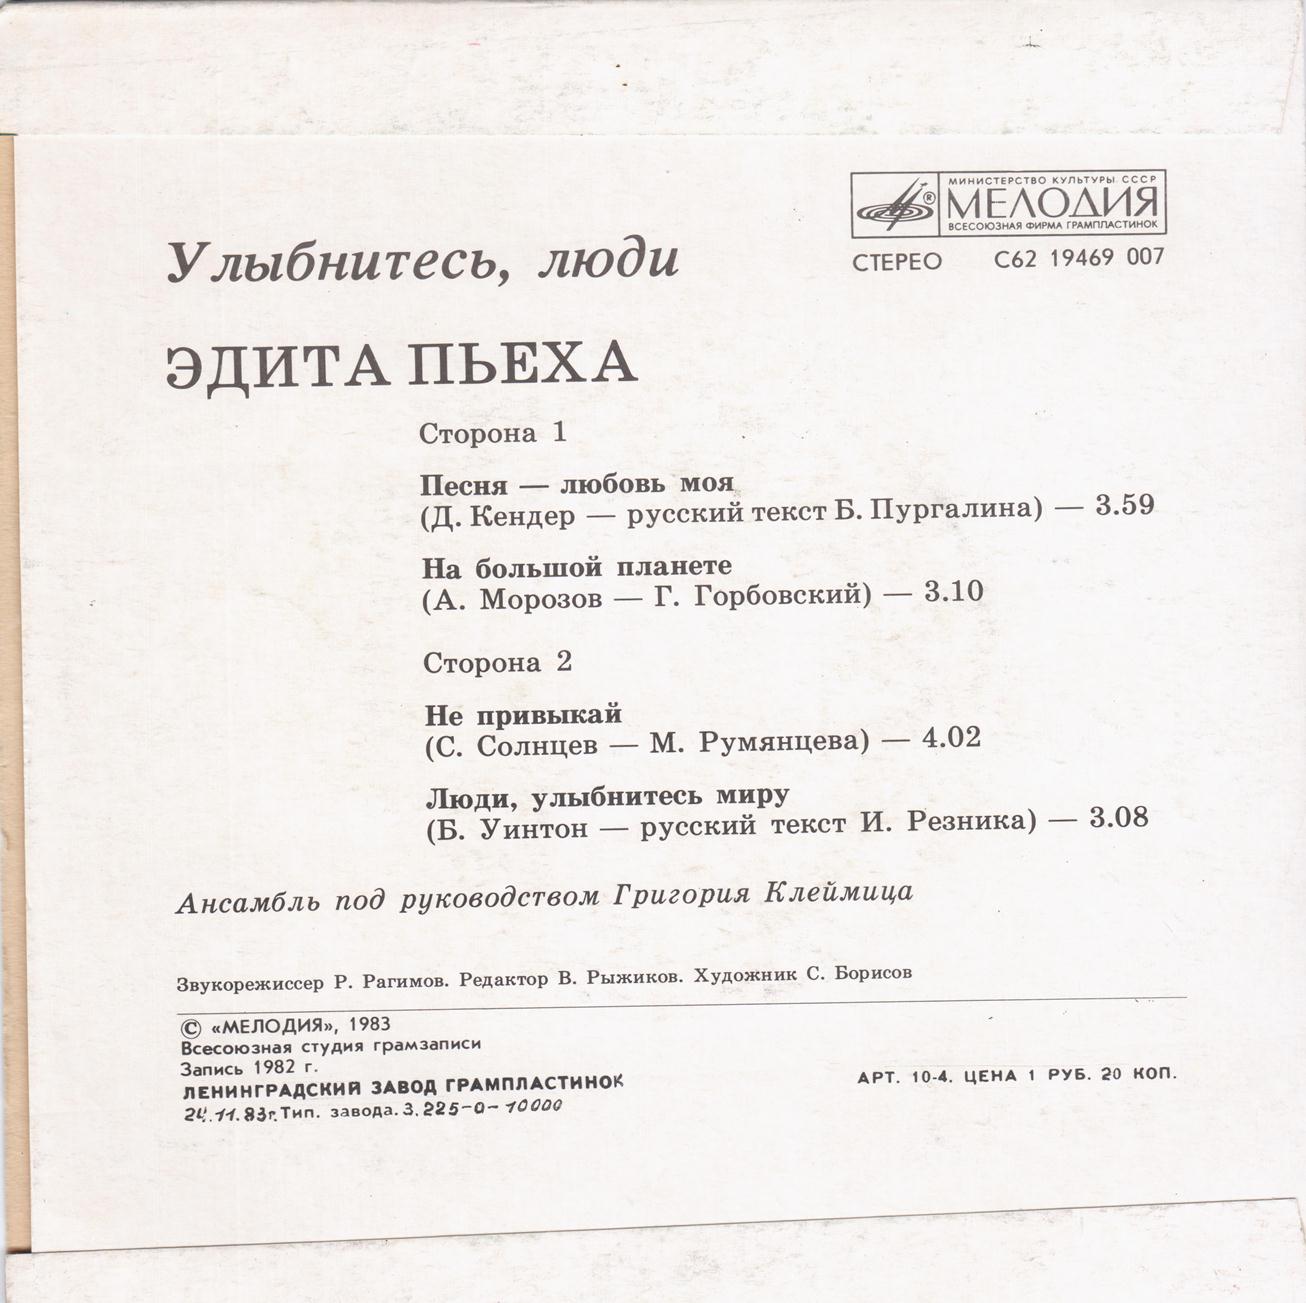 МИНИСТЕРСТВО КУЛЬТУРЫ СССР
МЕЛОДИЯ
ВСЕСОЮЗНАЯ ФИРМА ГРАМПЛАСТИНОК
®
СТЕРЕО С62 19469 007
Улыбнитесь, люди
ЭДИТА ПЬЕХА
Сторона 1
Песня — любовь моя
(Д. Кендер — русский текст Б. Пургалина) — 3.59
На большой планете
(А. Морозов — Г. Горбовский) — 3.10
Сторона 2
Не привыкай
(С. Солнцев — М. Румянцева) — 4.02
Люди, улыбнитесь миру
(Б. Уинтон — русский текст И. Резника) — 3.08
Ансамбль под руководством Григория Клеймица
Звукорежиссер Р. Рагимов. Редактор В. Рыжиков. Художник С. Борисов
© «МЕЛОДИЯ», 1983
Всесоюзная студия грамзаписи
Запись 1982 г.
ЛЕНИНГРАДСКИЙ ЗАВОД ГРАМПЛАСТИНОК
24.11.83г. Тип. завода. З. 225-0-10000
АРТ. 10-4. ЦЕНА 1 РУБ. 20 КОП.